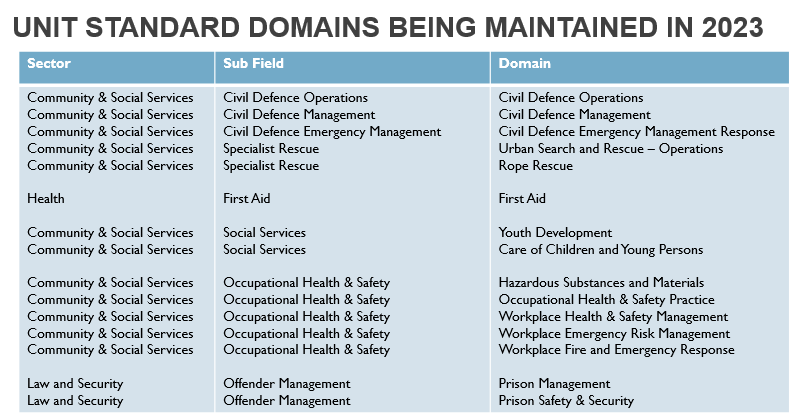 UNIT STANDARD DOMAINS BEING MAINTAINED IN 2023
Sector Sub Field Domain
Community & Social Services Civil Defence Operations Civil Defence Operations
Community & Social Services Civil Defence Management Civil Defence Management
Community & Social Services Civil Defence Emergency Management Civil Defence Emergency Management Response
Community & Social Services Specialist Rescue Urban Search and Rescue – Operations
Community & Social Services Specialist Rescue Rope Rescue
Health First Aid First Aid
Community & Social Services Social Services Youth Development
Community & Social Services Social Services Care of Children and Young Persons
Community & Social Services Occupational Health & Safety Hazardous Substances and Materials
Community & Social Services Occupational Health & Safety Occupational Health & Safety Practice
Community & Social Services Occupational Health & Safety Workplace Health & Safety Management
Community & Social Services Occupational Health & Safety Workplace Emergency Risk Management
Community & Social Services Occupational Health & Safety Workplace Fire and Emergency Response
Law and Security Offender Management Prison Management
Law and Security Offender Management Prison Safety & Security